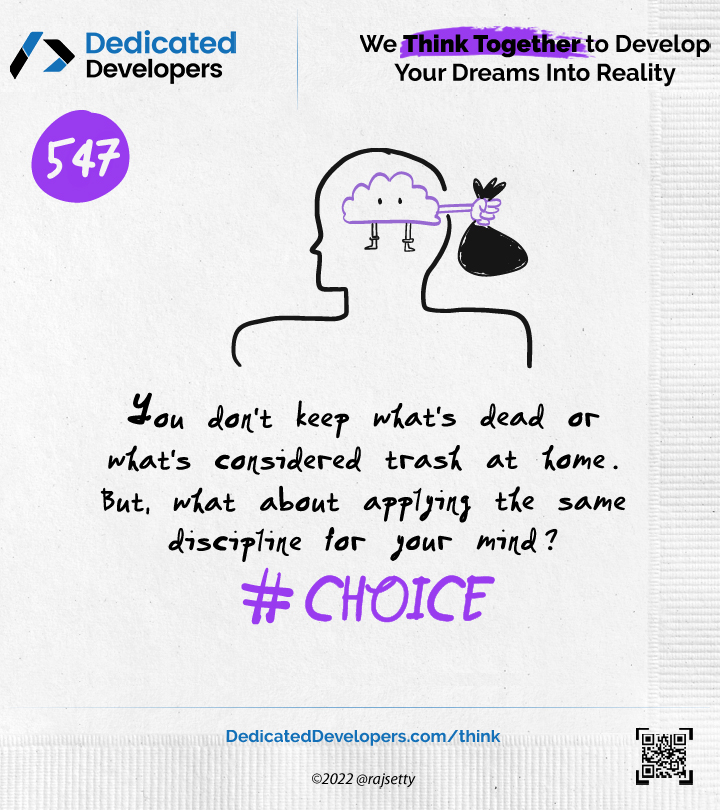 Dedicated
Developers
We Think Together to Develop
Your Dreams Into Reality
547
You don't keep what's dead or
what's considered trash at home.
But, what about applying the same
discipline for your mind?
#CHOICE
DedicatedDevelopers.com/think
©2022 @rajsetty